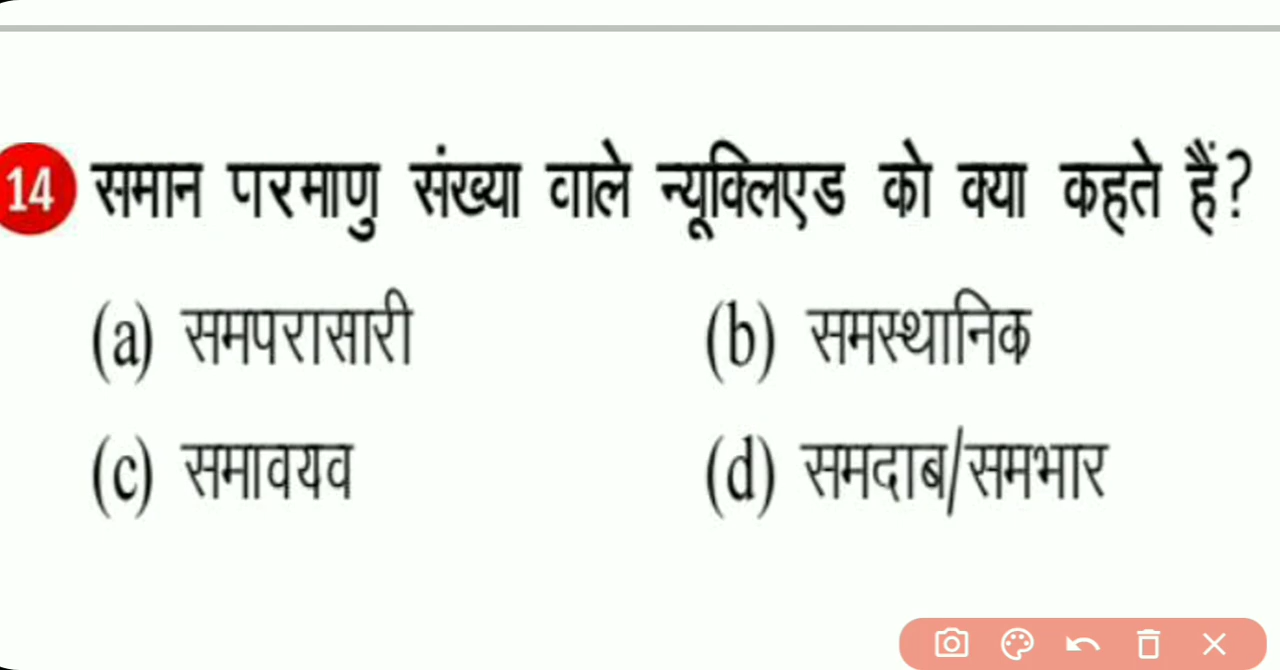 14 समान परमाणु संख्या वाले न्यूक्लिएड को क्या कहते हैं?
(a) समपरासारी (b) समस्थानिक
(c) समावयव (d) समदाब/समभार